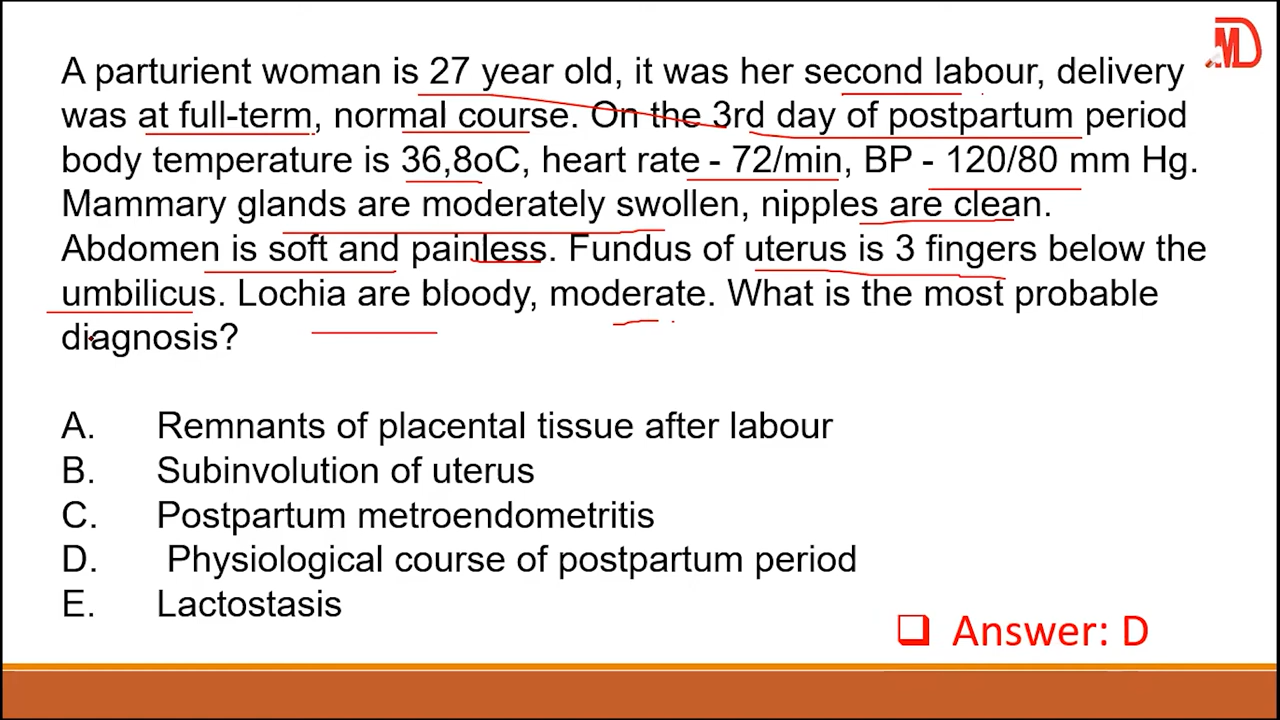 MD
A parturient woman is 27 year old, it was her second labour, delivery
was at full-term, normal course. On the 3rd day of postpartum period
body temperature is 36,8oC, heart rate - 72/min, BP - 120/80 mm Hg.
Mammary glands are moderately swollen, nipples are clean.
Abdomen is soft and painless. Fundus of uterus is 3 fingers below the
umbilicus. Lochia are bloody, moderate. What is the most probable
diagnosis?
A. Remnants of placental tissue after labour
B. Subinvolution of uterus
C. Postpartum metroendometritis
D. Physiological course of postpartum period
E. Lactostasis
Answer: D